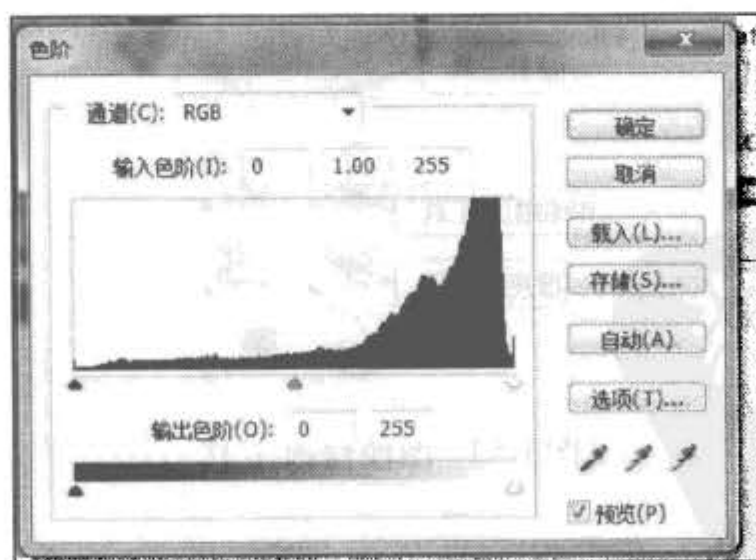 色阶
通道(C): RGB
输入色阶(I): 0 1.00 255
输出色阶(O): 0 255
确定
取消
载入(L)...
存储(S)...
自动(A)
选项(T)...
预览(P)